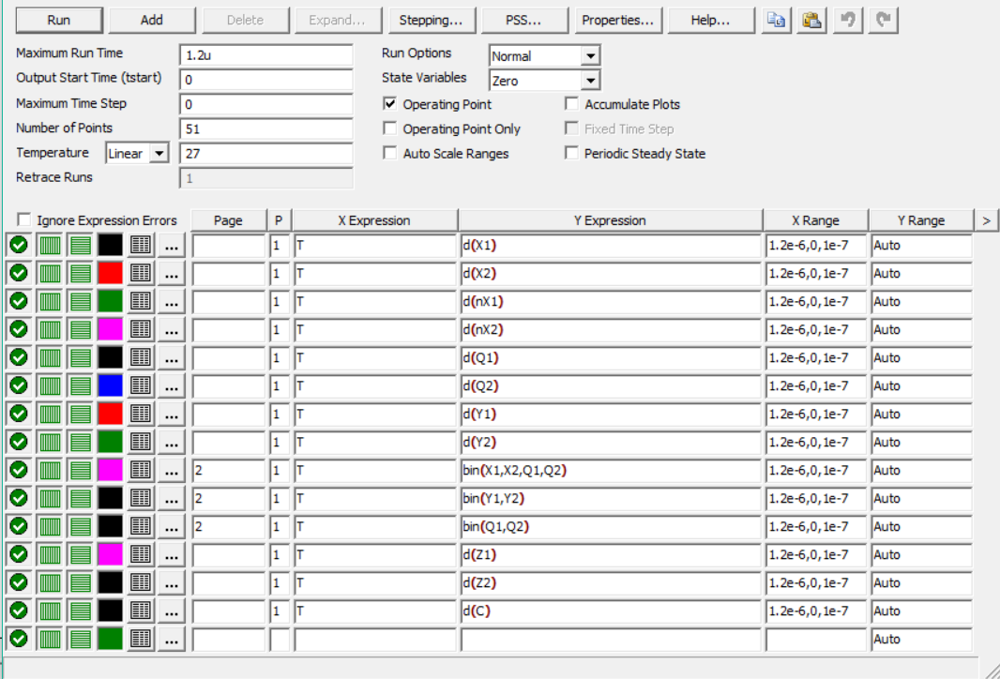 Run Add Delete Expand... Stepping... PSS... Properties... Help...
Maximum Run Time 1.2u Run Options Normal
Output Start Time (tstart) 0 State Variables Zero
Maximum Time Step 0 Operating Point Accumulate Plots
Number of Points 51 Operating Point Only Fixed Time Step
Temperature Linear 27 Auto Scale Ranges Periodic Steady State
Retrace Runs 1
Ignore Expression Errors Page P X Expression Y Expression X Range Y Range >
... 1 T d(X1) 1.2e-6,0,1e-7 Auto
... 1 T d(X2) 1.2e-6,0,1e-7 Auto
... 1 T d(nX1) 1.2e-6,0,1e-7 Auto
... 1 T d(nX2) 1.2e-6,0,1e-7 Auto
... 1 T d(Q1) 1.2e-6,0,1e-7 Auto
... 1 T d(Q2) 1.2e-6,0,1e-7 Auto
... 1 T d(Y1) 1.2e-6,0,1e-7 Auto
... 1 T d(Y2) 1.2e-6,0,1e-7 Auto
... 2 1 T bin(X1,X2,Q1,Q2) 1.2e-6,0,1e-7 Auto
... 2 1 T bin(Y1,Y2) 1.2e-6,0,1e-7 Auto
... 2 1 T bin(Q1,Q2) 1.2e-6,0,1e-7 Auto
... 1 T d(Z1) 1.2e-6,0,1e-7 Auto
... 1 T d(Z2) 1.2e-6,0,1e-7 Auto
... 1 T d(C) 1.2e-6,0,1e-7 Auto
... Auto